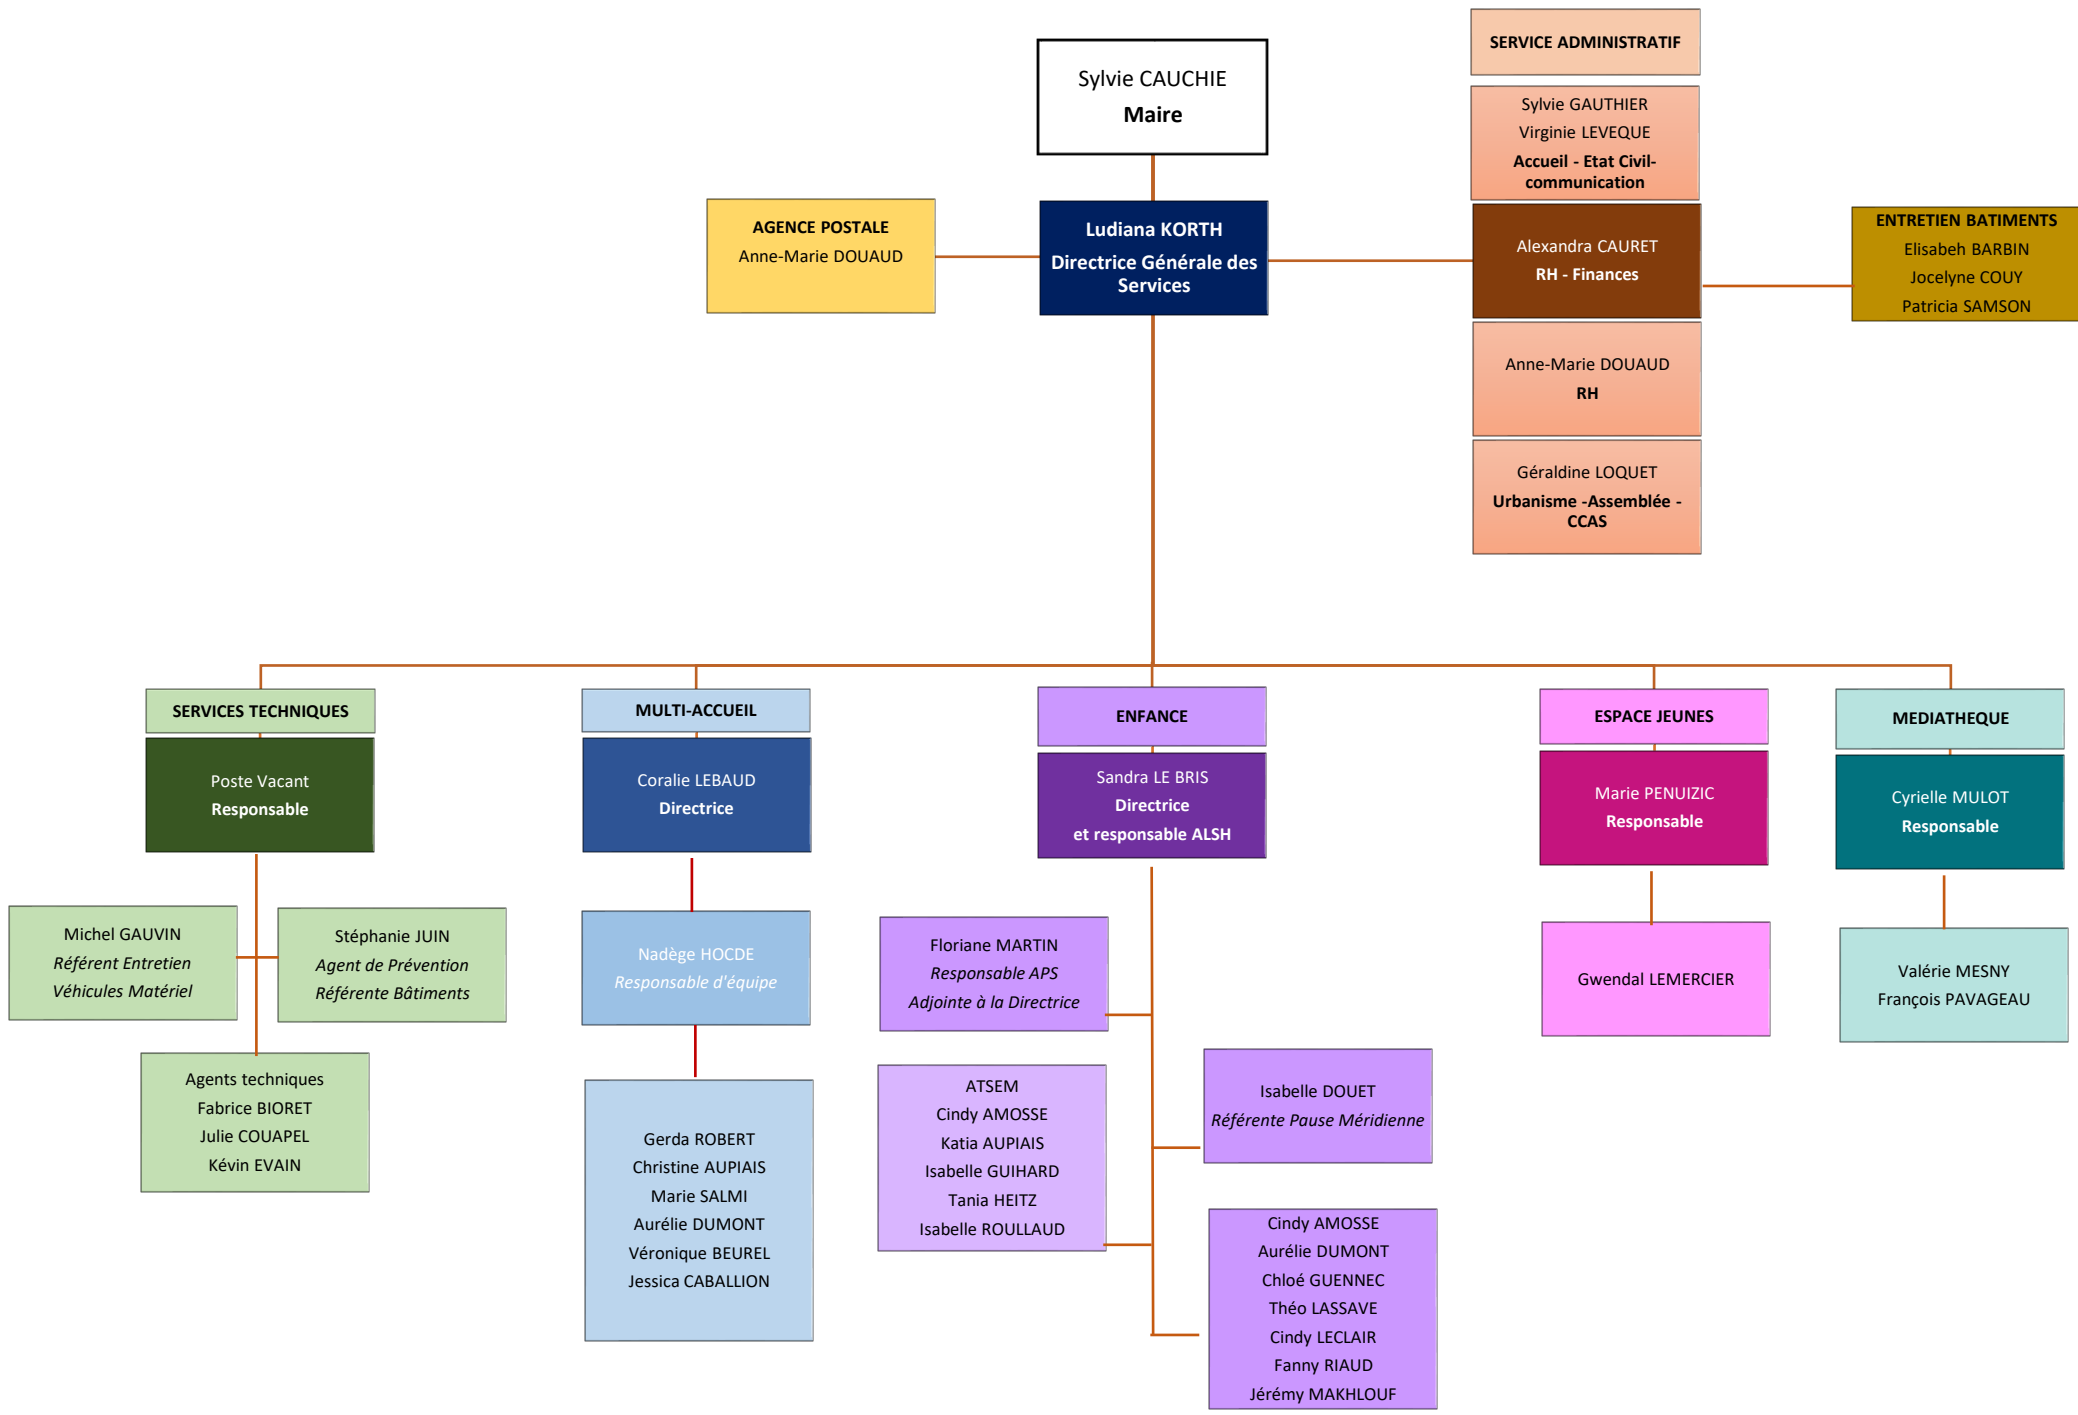 Sylvie CAUCHIE
Maire
AGENCE POSTALE
Anne-Marie DOUAUD
Ludiana KORTH
Directrice Générale des
Services
SERVICE ADMINISTRATIF
Sylvie GAUTHIER
Virginie LEVEQUE
Accueil - Etat Civil-
communication
Alexandra CAURET
RH - Finances
Anne-Marie DOUAUD
RH
Géraldine LOQUET
Urbanisme -Assemblée -
CCAS
ENTRETIEN BATIMENTS
Elisabeh BARBIN
Jocelyne COUY
Patricia SAMSON
SERVICES TECHNIQUES
Poste Vacant
Responsable
Michel GAUVIN
Référent Entretien
Véhicules Matériel
Stéphanie JUIN
Agent de Prévention
Référente Bâtiments
Agents techniques
Fabrice BIORET
Julie COUAPEL
Kévin EVAIN
MULTI-ACCUEIL
Coralie LEBAUD
Directrice
Nadège HOCDE
Responsable d'équipe
Gerda ROBERT
Christine AUPIAIS
Marie SALMI
Aurélie DUMONT
Véronique BEUREL
Jessica CABALLION
ENFANCE
Sandra LE BRIS
Directrice
et responsable ALSH
Floriane MARTIN
Responsable APS
Adjointe à la Directrice
ATSEM
Cindy AMOSSE
Katia AUPIAIS
Isabelle GUIHARD
Tania HEITZ
Isabelle ROULLAUD
Isabelle DOUET
Référente Pause Méridienne
Cindy AMOSSE
Aurélie DUMONT
Chloé GUENNEC
Théo LASSAVE
Cindy LECLAIR
Fanny RIAUD
Jérémy MAKHLOUF
ESPACE JEUNES
Marie PENUIZIC
Responsable
Gwendal LEMERCIER
MEDIATHEQUE
Cyrielle MULOT
Responsable
Valérie MESNY
François PAVAGEAU